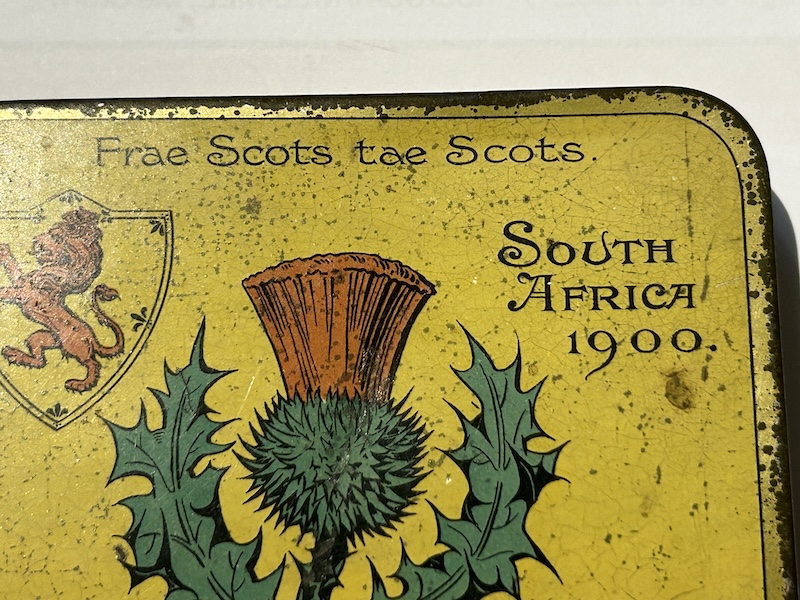 Frae Scots tae Scots.
South
Africa
1900.